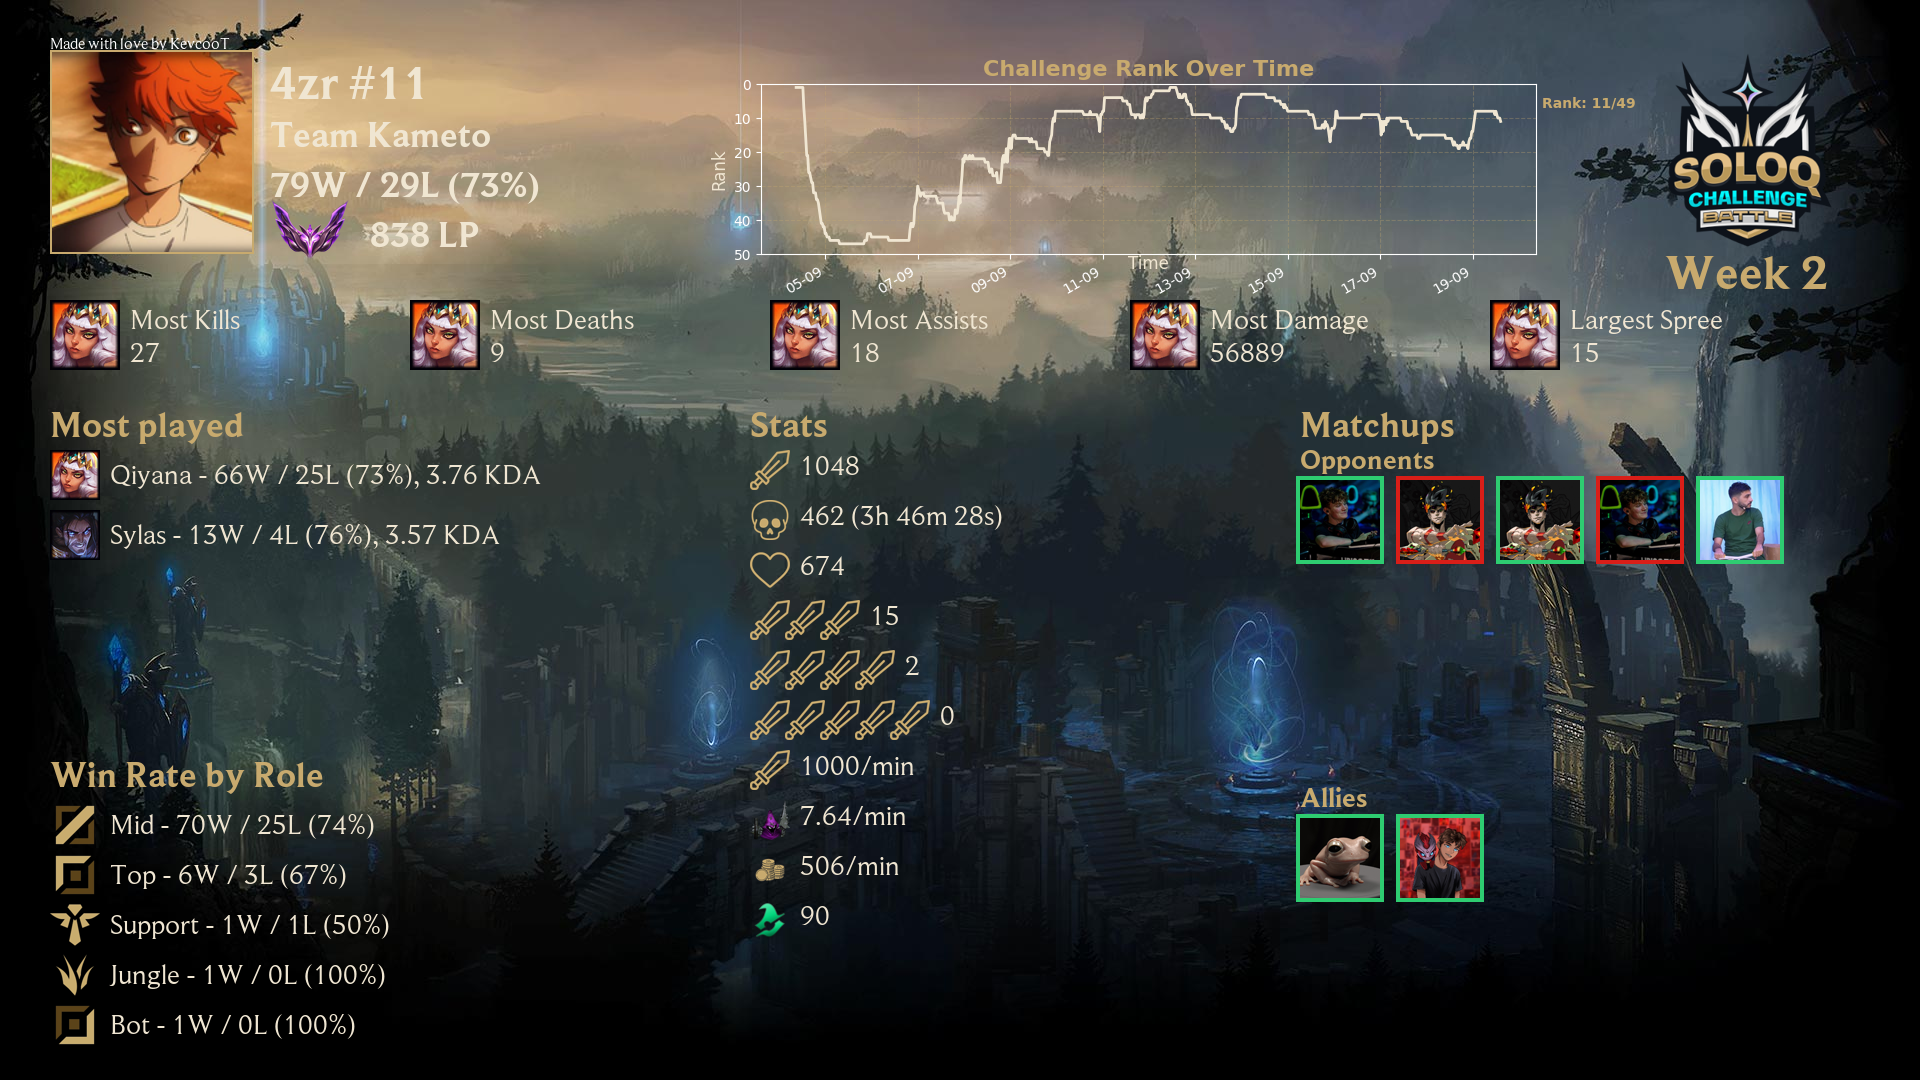 Made with love by KevcooT
4zr #11
Team Kameto
79W / 29L (73%)
838 LP
Challenge Rank Over Time
Rank
0
10
20
30
40
50
05-09
07-09
09-09
11-09
13-09
15-09
17-09
19-09
Time
Rank: 11/49
SOLOQ
CHALLENGE
BATTLE
Week 2
Most Kills
27
Most Deaths
9
Most Assists
18
Most Damage
56889
Largest Spree
15
Most played
Qiyana - 66W / 25L (73%), 3.76 KDA
Sylas - 13W / 4L (76%), 3.57 KDA
Win Rate by Role
Mid - 70W / 25L (74%)
Top - 6W / 3L (67%)
Support - 1W / 1L (50%)
Jungle - 1W / 0L (100%)
Bot - 1W / 0L (100%)
Stats
1048
462 (3h 46m 28s)
674
15
2
0
1000/min
7.64/min
506/min
90
Matchups
Opponents
Allies